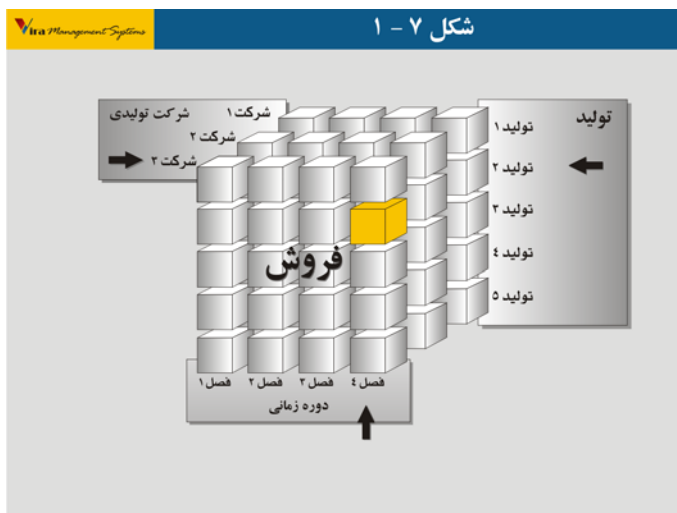 Vira Management Systems
شکل ۷ - ۱
شرکت تولیدی
شرکت ۱
شرکت ۲
شرکت ۳
تولید
تولید ۱
تولید ۲
تولید ۳
تولید ٤
تولید ۵
فروش
فصل ۱ فصل ۲ فصل ۳ فصل ٤
دوره زمانی